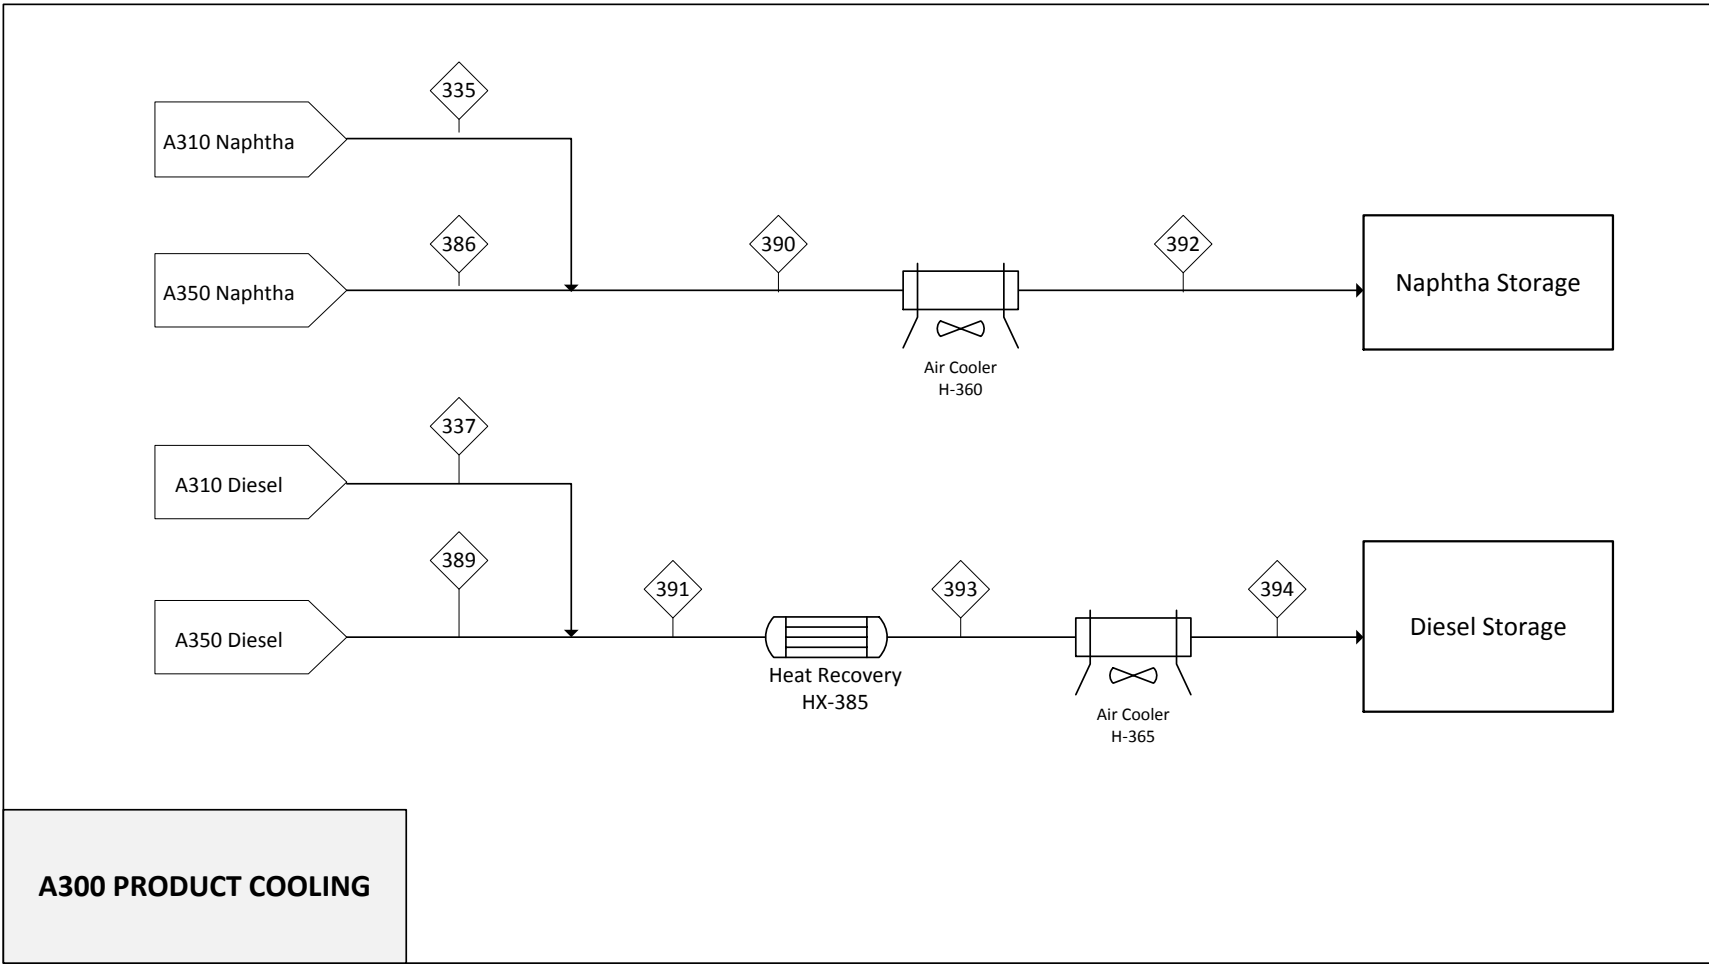 335
A310 Naphtha
386
390
392
A350 Naphtha
Naphtha Storage
Air Cooler
H-360
337
A310 Diesel
389
391
393
394
A350 Diesel
Diesel Storage
Heat Recovery
HX-385
Air Cooler
H-365
A300 PRODUCT COOLING